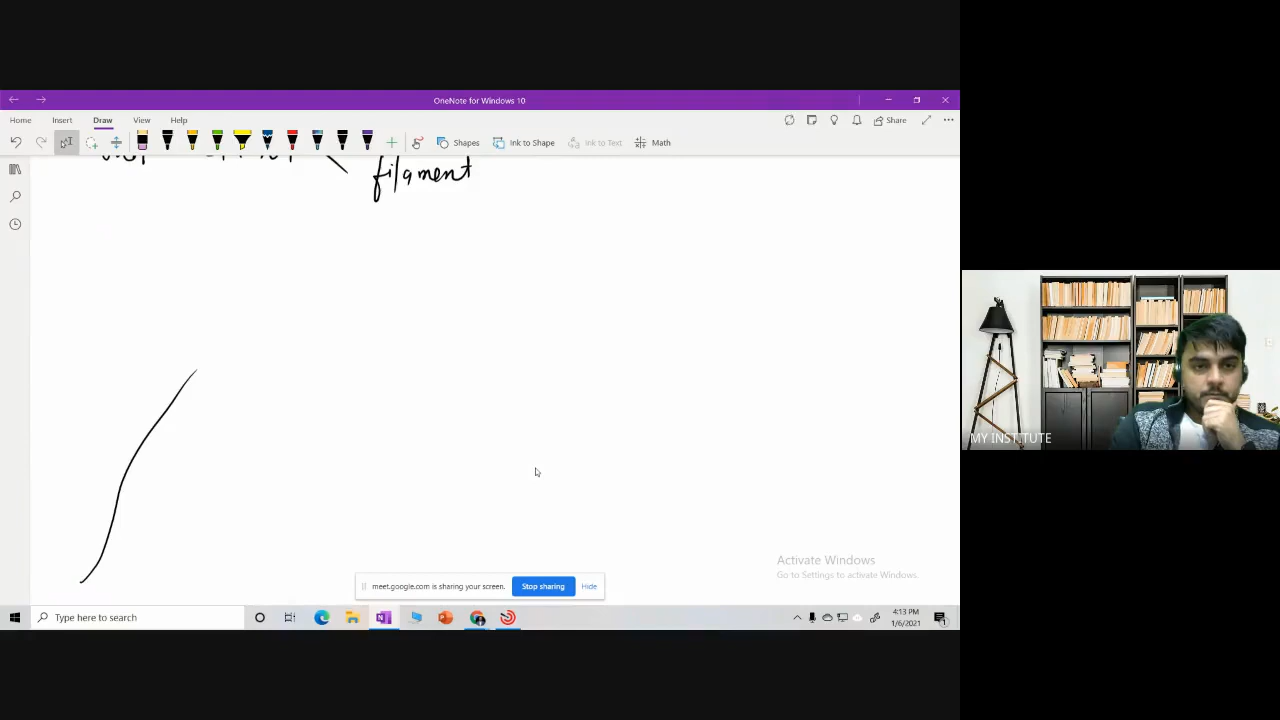 OneNote for Windows 10
Home Insert Draw View Help
Share
Shapes Ink to Shape Ink to Text Math
filament
MY INSTITUTE
Activate Windows
Go to Settings to activate Windows.
meet.google.com is sharing your screen. Stop sharing Hide
Type here to search
4:13 PM
1/6/2021